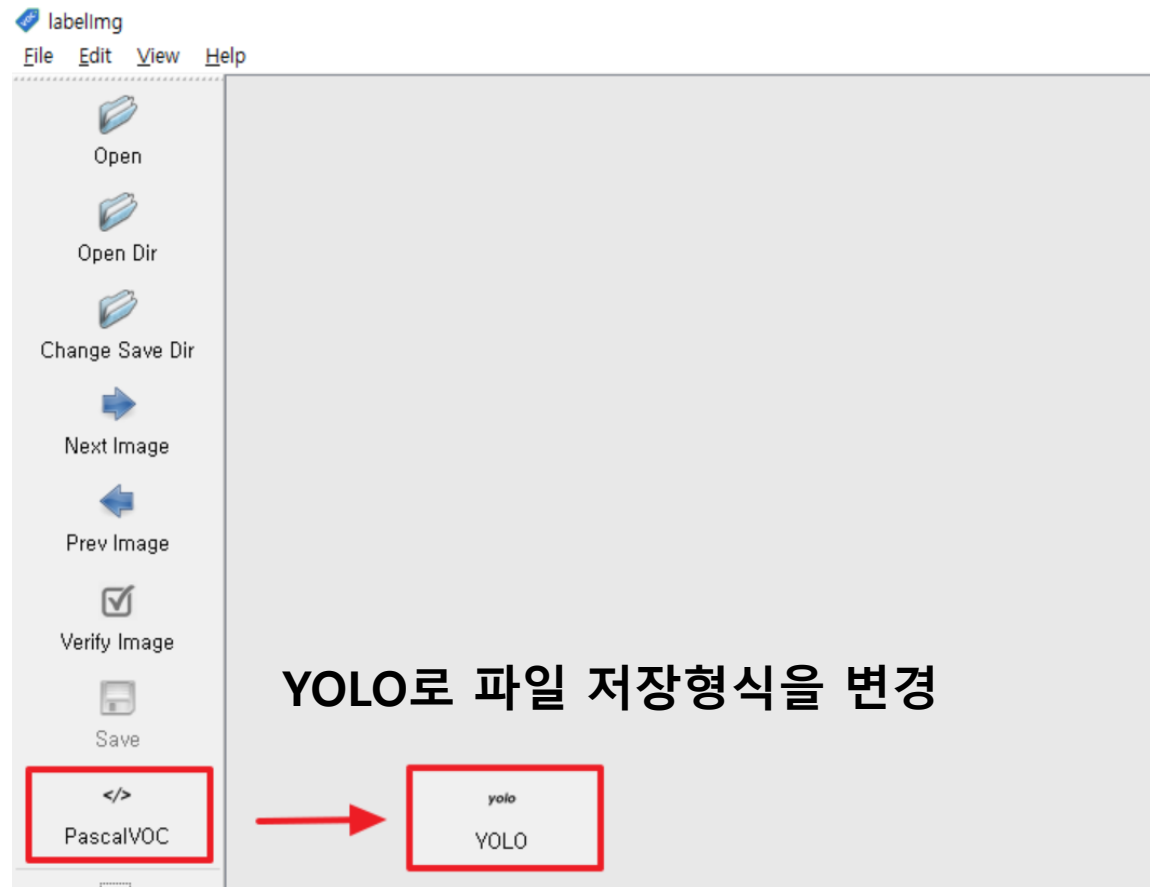 labelImg
File Edit View Help
Open
Open Dir
Change Save Dir
Next Image
Prev Image
Verify Image
YOLO로 파일 저장형식을 변경
Save
</>
PascalVOC
yolo
YOLO